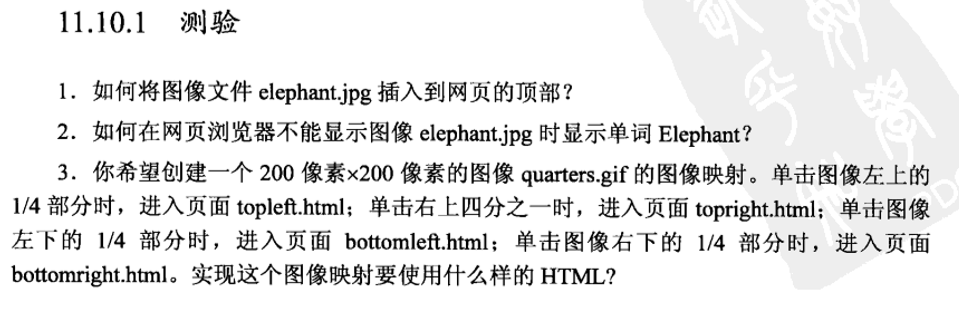 11.10.1 测验
1．如何将图像文件 elephant.jpg 插入到网页的顶部？
2．如何在网页浏览器不能显示图像 elephant.jpg 时显示单词 Elephant？
3．你希望创建一个 200 像素×200 像素的图像 quarters.gif 的图像映射。单击图像左上的
1/4 部分时，进入页面 topleft.html；单击右上四分之一时，进入页面 topright.html；单击图像
左下的 1/4 部分时，进入页面 bottomleft.html；单击图像右下的 1/4 部分时，进入页面
bottomright.html。实现这个图像映射要使用什么样的 HTML？